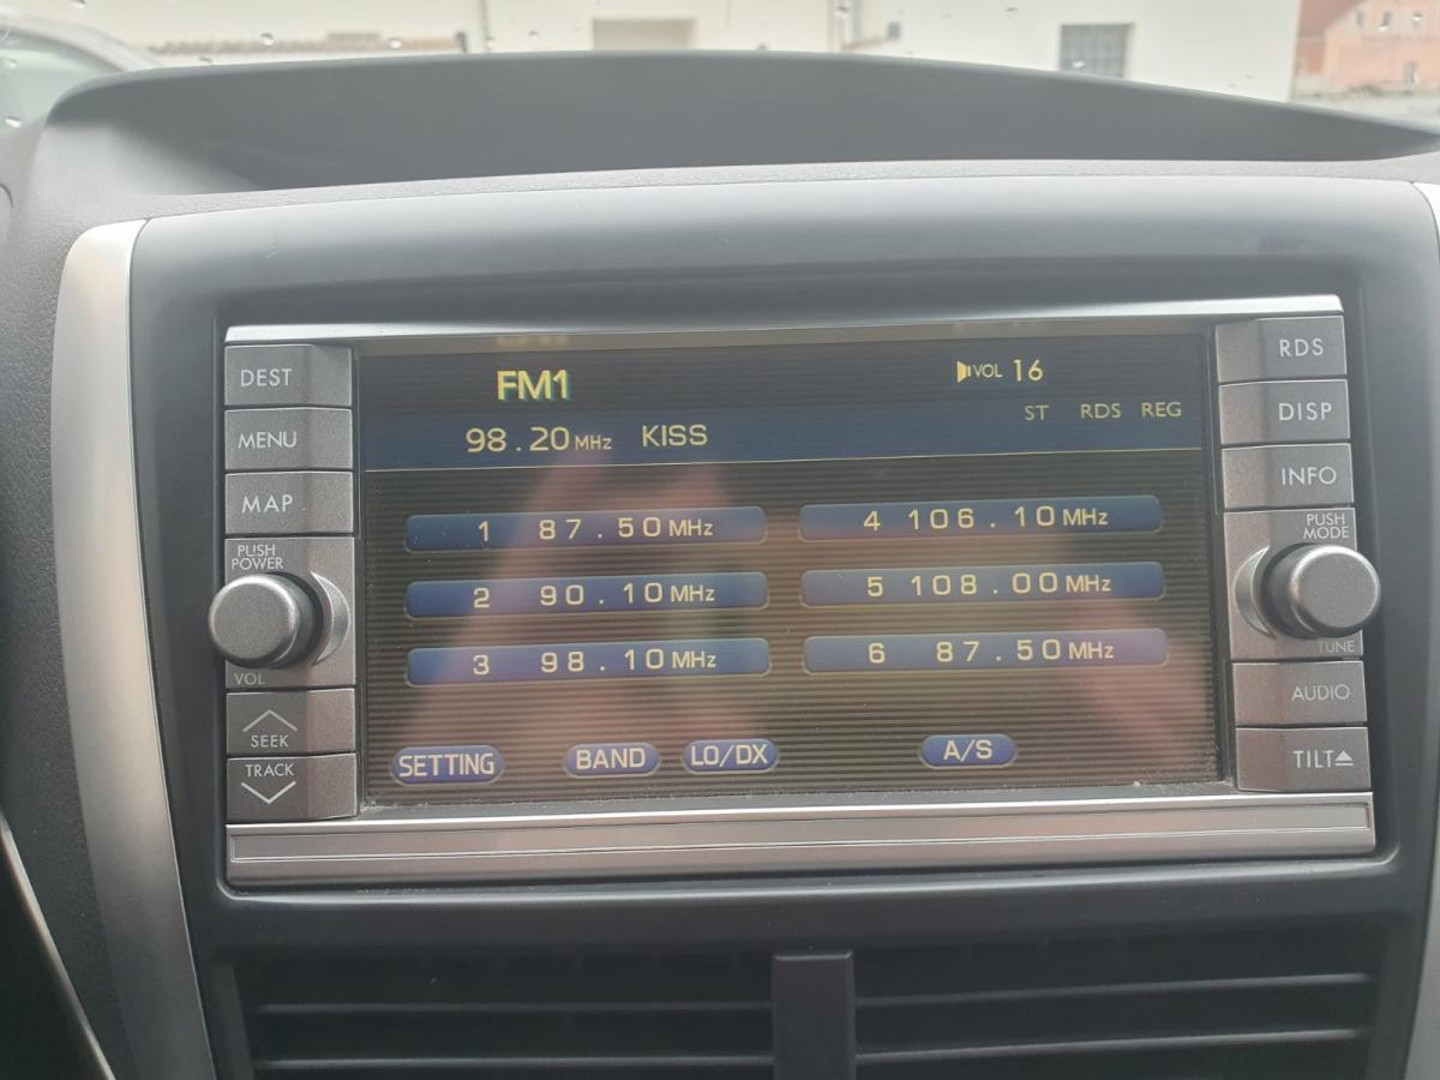 DEST
MENU
MAP
PUSH
POWER
VOL
SEEK
TRACK
FM1
VOL 16
ST RDS REG
98.20 MHz KISS
1 87.50 MHz
2 90.10 MHz
3 98.10 MHz
4 106.10 MHz
5 108.00 MHz
6 87.50 MHz
SETTING BAND LO/DX A/S
RDS
DISP
INFO
PUSH
MODE
TUNE
AUDIO
TILT